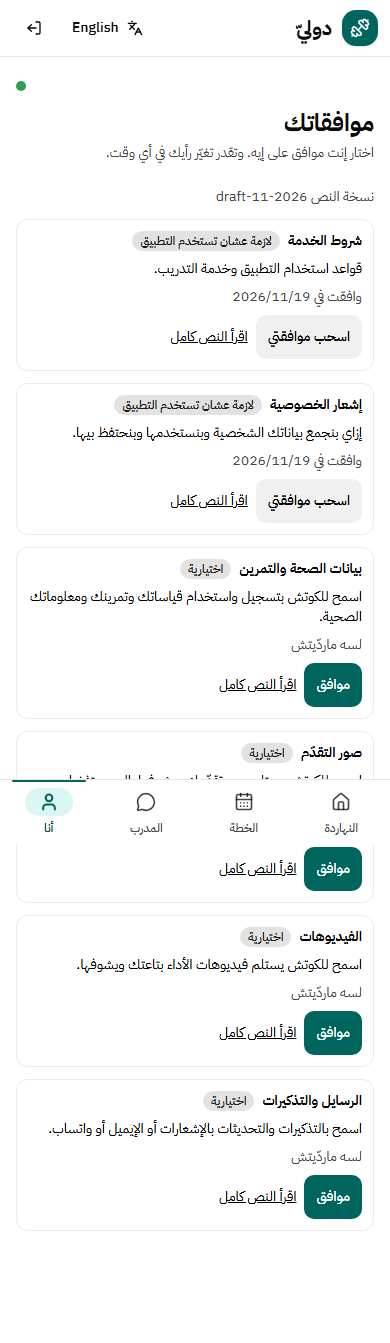 دوليّ
English
موافقاتك
اختار إنت موافق على إيه. وتقدر تغيّر رأيك في أي وقت.
نسخة النص draft-11-2026
شروط الخدمة لازمة عشان تستخدم التطبيق
قواعد استخدام التطبيق وخدمة التدريب.
وافقت في 2026/11/19
اسحب موافقتي اقرأ النص كامل
إشعار الخصوصية لازمة عشان تستخدم التطبيق
إزاي بنجمع بياناتك الشخصية وبنستخدمها وبنحتفظ بيها.
وافقت في 2026/11/19
اسحب موافقتي اقرأ النص كامل
بيانات الصحة والتمرين اختيارية
اسمح للكوتش بتسجيل واستخدام قياساتك وتمرينك ومعلوماتك
الصحية.
لسه ماردّيتش
موافق اقرأ النص كامل
صور التقدّم اختيارية
النهاردة الخطة المدرب أنا
موافق اقرأ النص كامل
الفيديوهات اختيارية
اسمح للكوتش يستلم فيديوهات الأداء بتاعتك ويشوفها.
لسه ماردّيتش
موافق اقرأ النص كامل
الرسايل والتذكيرات اختيارية
اسمح بالتذكيرات والتحديثات بالإشعارات أو الإيميل أو واتساب.
لسه ماردّيتش
موافق اقرأ النص كامل